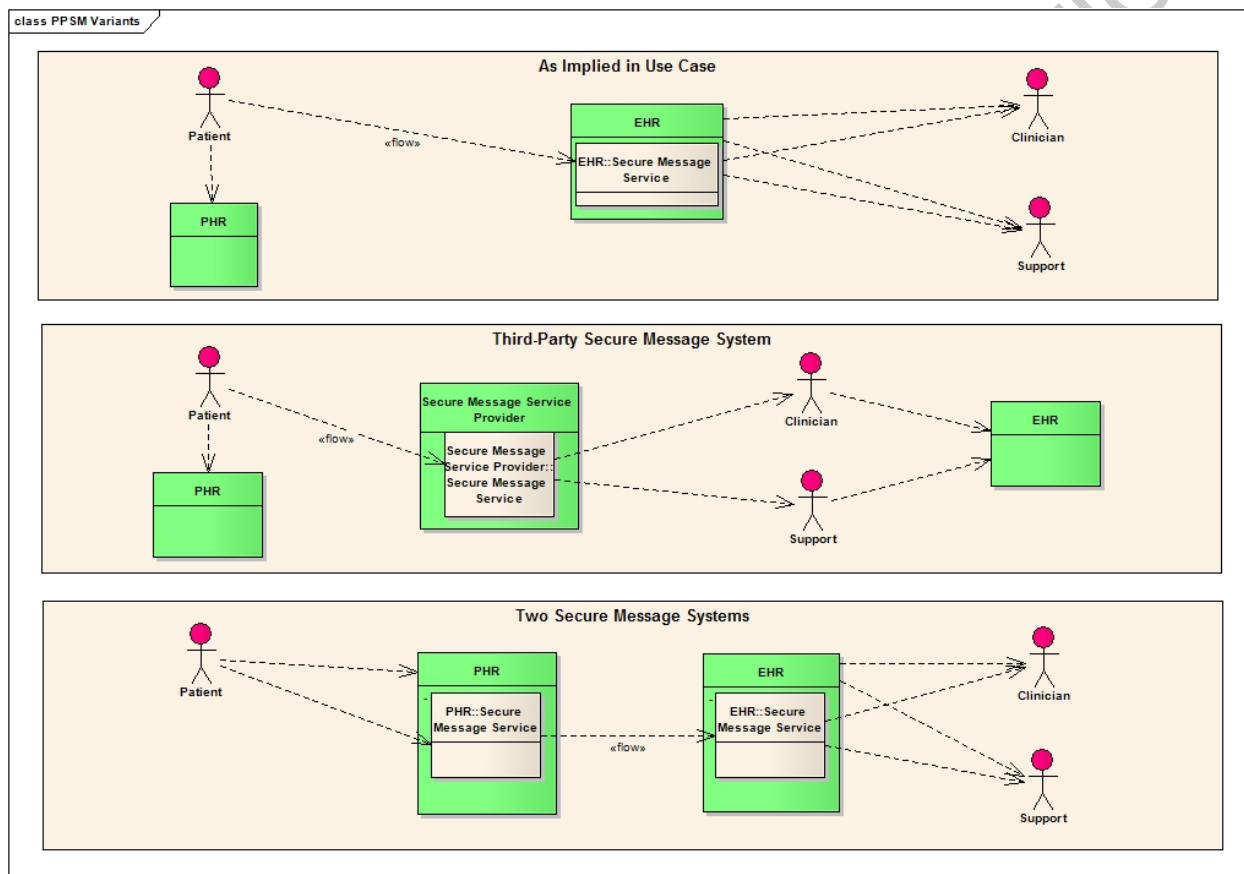 class PPSM Variants
As Implied in Use Case
Patient
«flow»
EHR
EHR::Secure Message
Service
Clinician
PHR
Support
Third-Party Secure Message System
Patient
«flow»
Secure Message Service
Provider
Secure Message
Service Provider::
Secure Message
Service
Clinician
EHR
PHR
Support
Two Secure Message Systems
Patient
PHR
PHR::Secure
Message Service
«flow»
EHR
EHR::Secure
Message Service
Clinician
Support